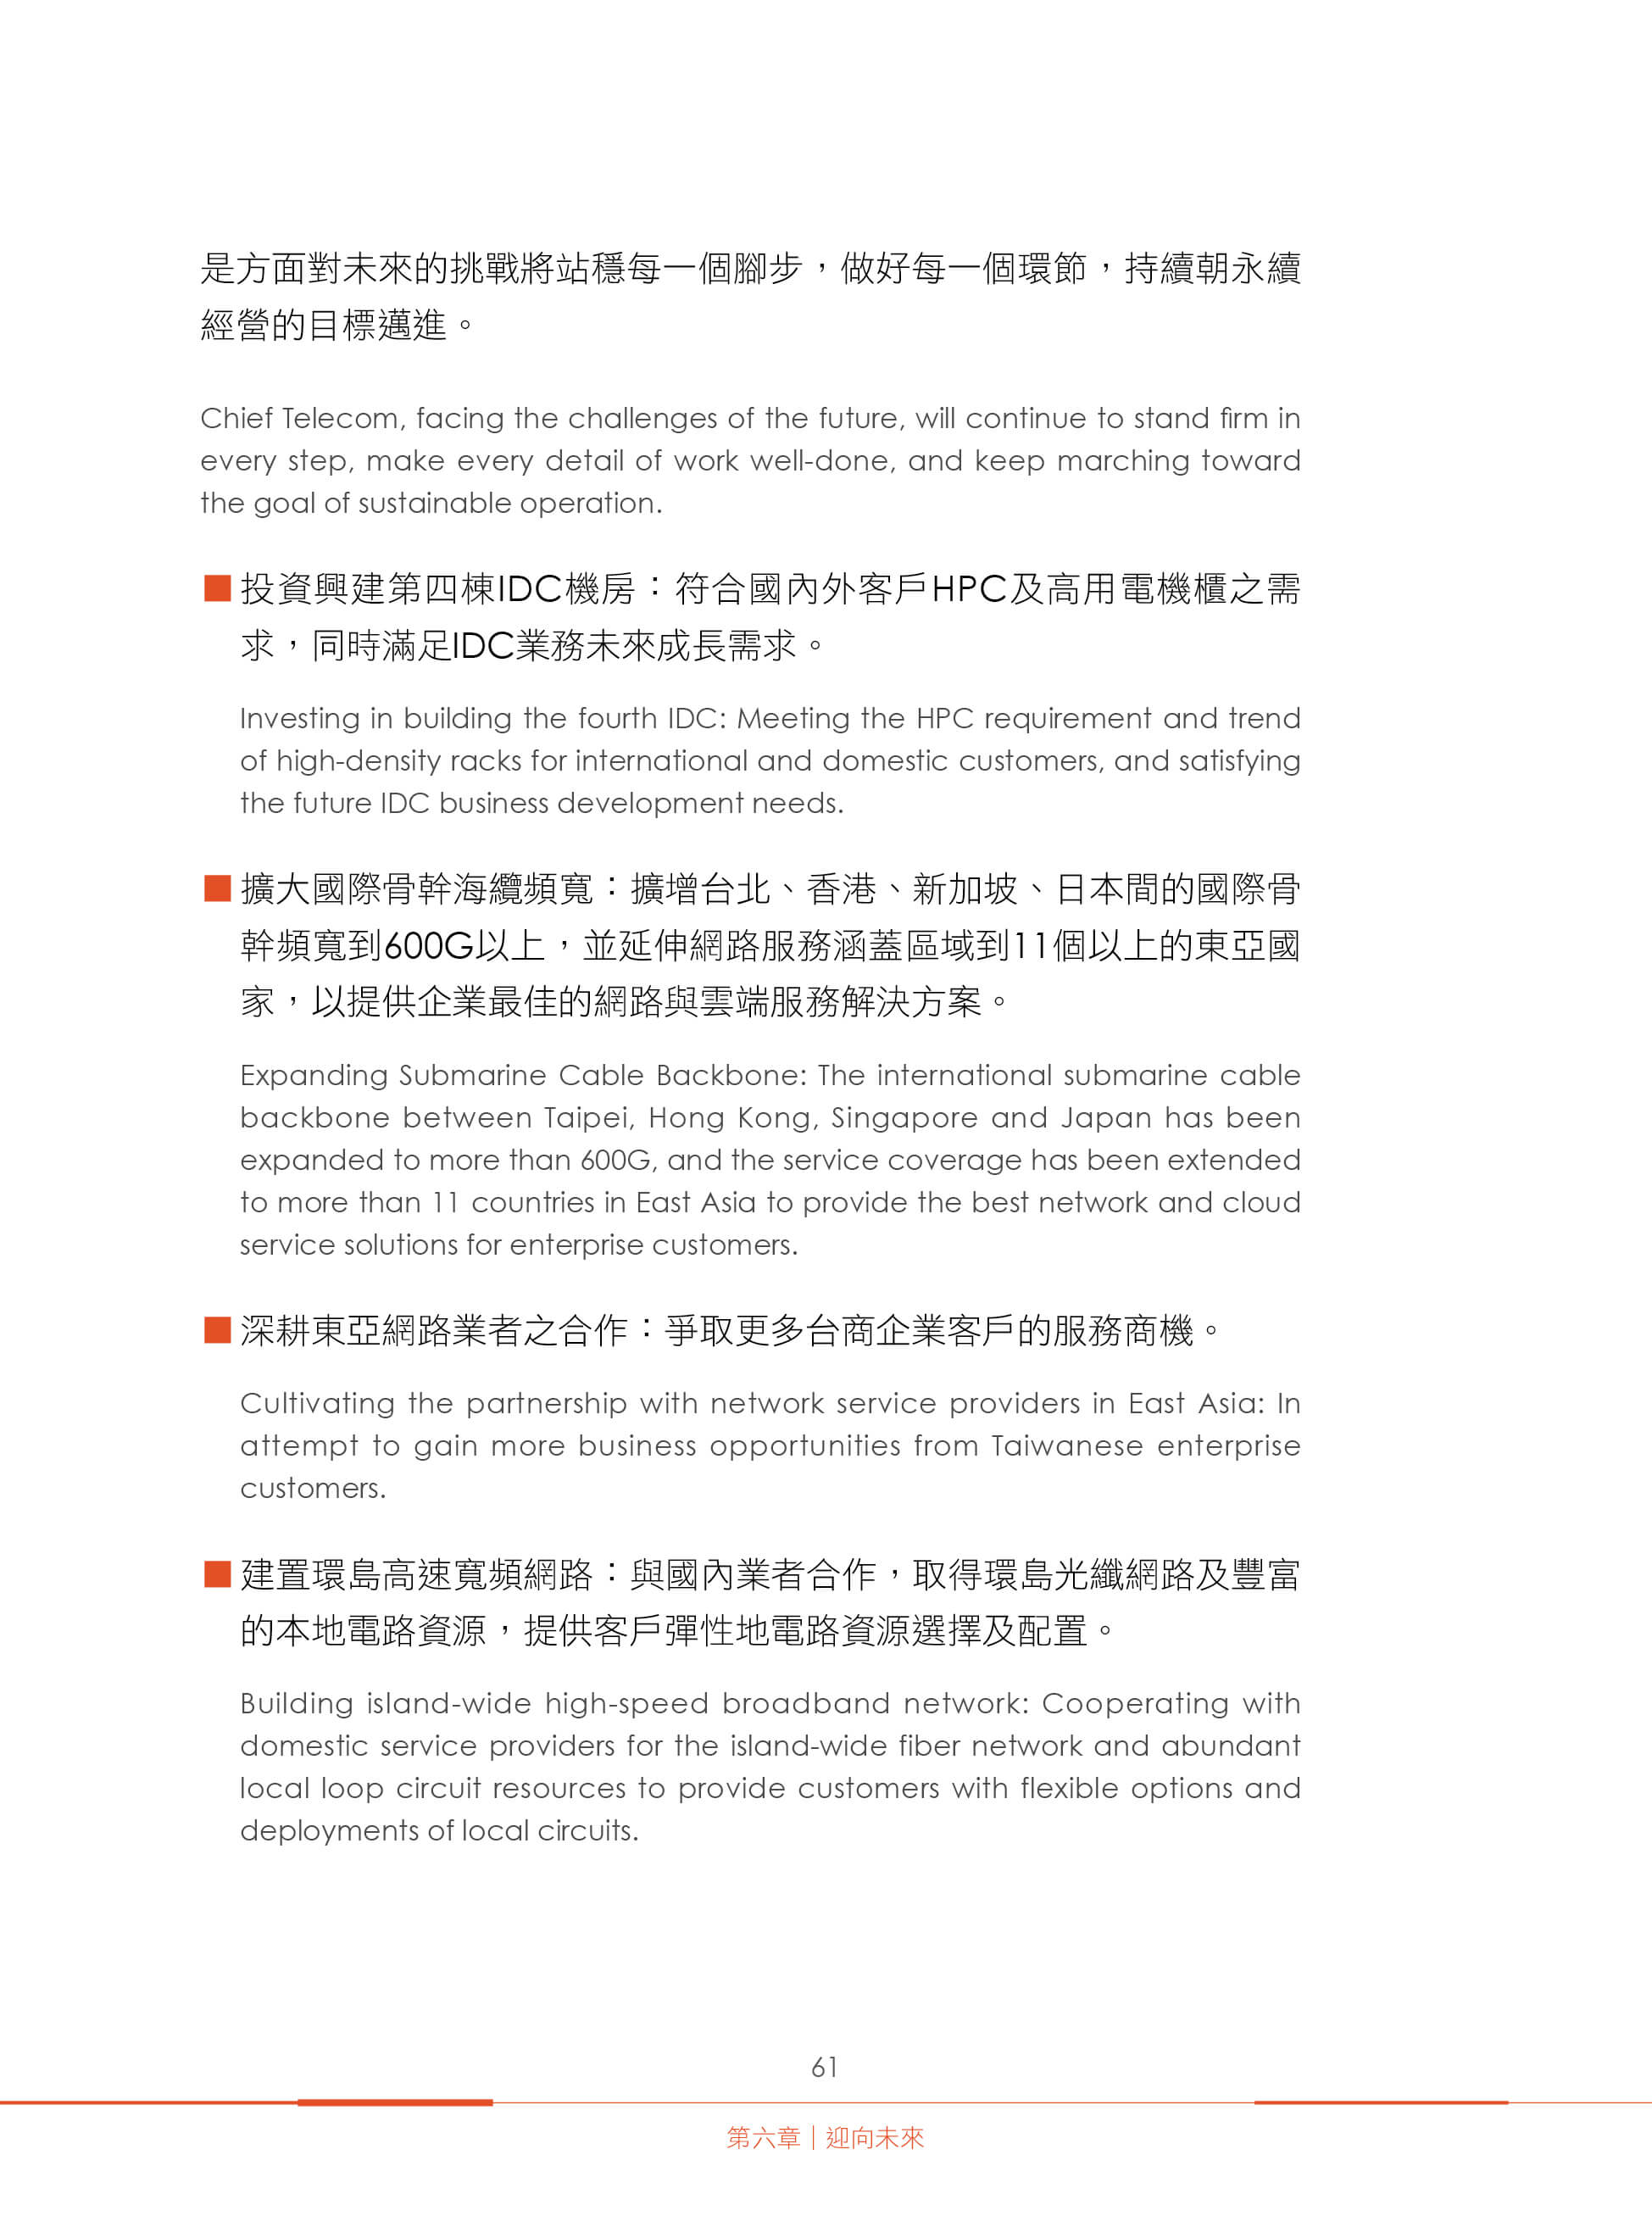 是方面對未來的挑戰將站穩每一個腳步，做好每一個環節，持續朝永續
經營的目標邁進。
Chief Telecom, facing the challenges of the future, will continue to stand firm in
every step, make every detail of work well-done, and keep marching toward
the goal of sustainable operation.
■ 投資興建第四棟IDC機房：符合國內外客戶HPC及高用電機櫃之需
求，同時滿足IDC業務未來成長需求。
Investing in building the fourth IDC: Meeting the HPC requirement and trend
of high-density racks for international and domestic customers, and satisfying
the future IDC business development needs.
■ 擴大國際骨幹海纜頻寬：擴增台北、香港、新加坡、日本間的國際骨
幹頻寬到600G以上，並延伸網路服務涵蓋區域到11個以上的東亞國
家，以提供企業最佳的網路與雲端服務解決方案。
Expanding Submarine Cable Backbone: The international submarine cable
backbone between Taipei, Hong Kong, Singapore and Japan has been
expanded to more than 600G, and the service coverage has been extended
to more than 11 countries in East Asia to provide the best network and cloud
service solutions for enterprise customers.
■ 深耕東亞網路業者之合作：爭取更多台商企業客戶的服務商機。
Cultivating the partnership with network service providers in East Asia: In
attempt to gain more business opportunities from Taiwanese enterprise
customers.
■ 建置環島高速寬頻網路：與國內業者合作，取得環島光纖網路及豐富
的本地電路資源，提供客戶彈性地電路資源選擇及配置。
Building island-wide high-speed broadband network: Cooperating with
domestic service providers for the island-wide fiber network and abundant
local loop circuit resources to provide customers with flexible options and
deployments of local circuits.
61
第六章｜迎向未來